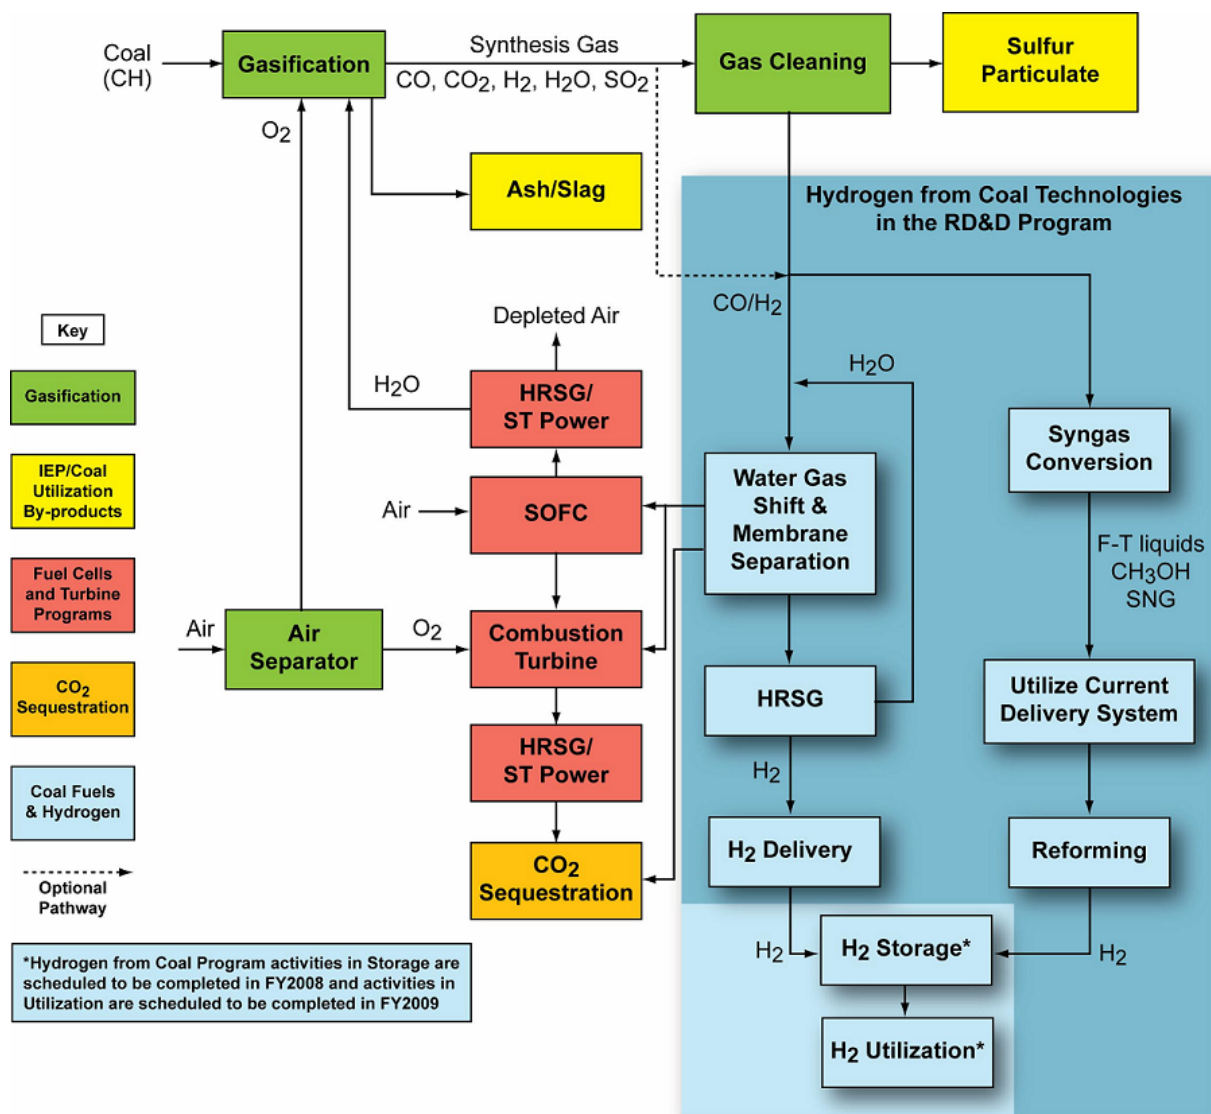 Coal
(CH)
Gasification
Synthesis Gas
CO, CO2, H2, H2O, SO2
Gas Cleaning
Sulfur
Particulate
O2
Ash/Slag
Hydrogen from Coal Technologies
in the RD&D Program
CO/H2
Depleted Air
Key
H2O
HRSG/
ST Power
H2O
Gasification
Syngas
Conversion
IEP/Coal
Utilization
By-products
Air
SOFC
Water Gas
Shift &
Membrane
Separation
F-T liquids
CH3OH
SNG
Fuel Cells
and Turbine
Programs
Air
Air
Separator
O2
Combustion
Turbine
HRSG
Utilize Current
Delivery System
CO2
Sequestration
HRSG/
ST Power
H2
Coal Fuels
& Hydrogen
CO2
Sequestration
H2 Delivery
Reforming
Optional
Pathway
H2
H2 Storage*
H2
*Hydrogen from Coal Program activities in Storage are
scheduled to be completed in FY2008 and activities in
Utilization are scheduled to be completed in FY2009
H2 Utilization*